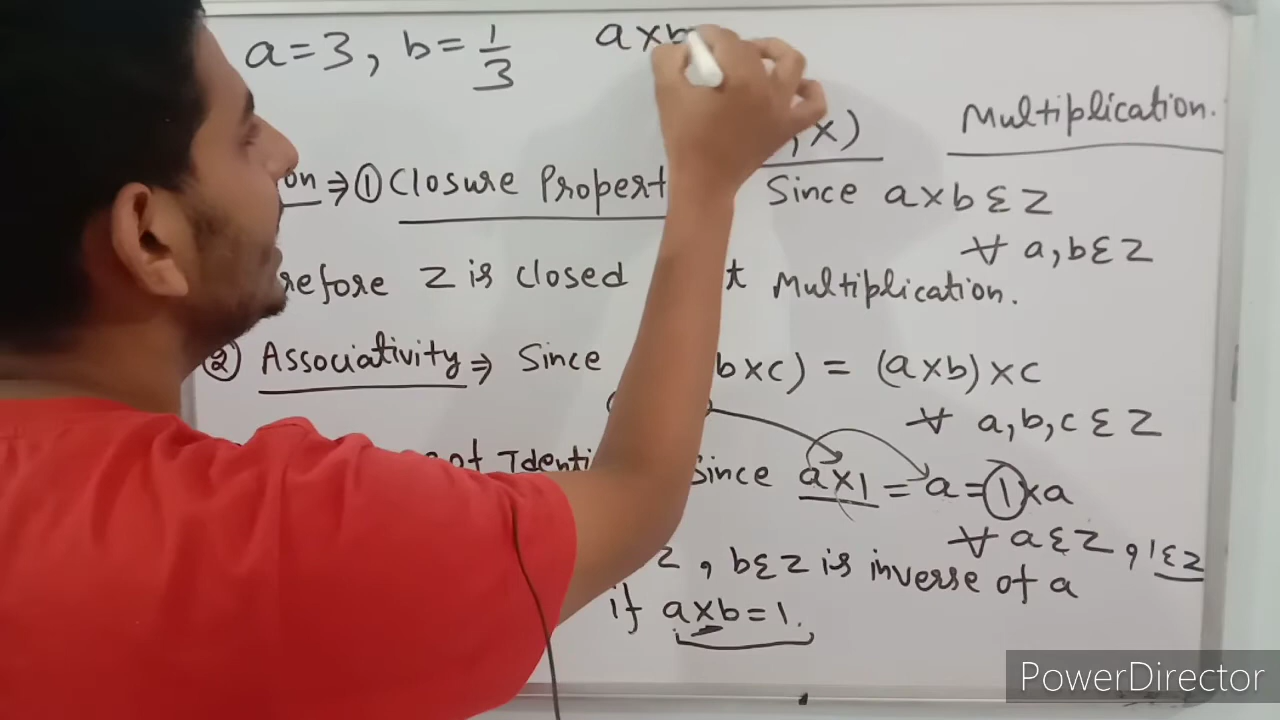 a=3, b=1/3 a×b
, ×) Multiplication.
on ⇒ ① Closure Propert Since a×b ∈ Z
∀ a, b ∈ Z
refore Z is closed t Multiplication.
② Associativity ⇒ Since b×c) = (a×b)×c
∀ a, b, c ∈ Z
of Identi Since a×1 = a = 1×a
∀ a ∈ Z, 1 ∈ Z
Z, b ∈ Z is inverse of a
if a×b=1.
PowerDirector